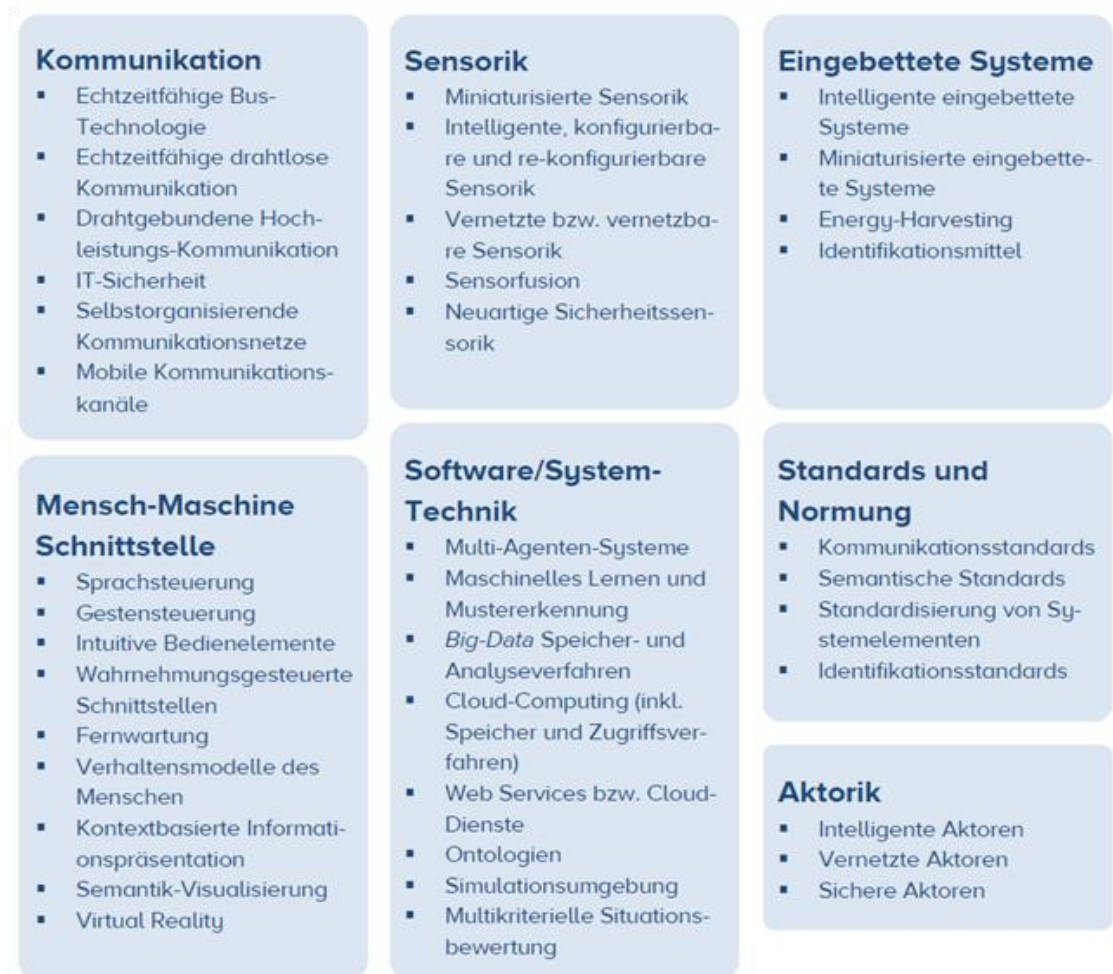 Kommunikation
▪ Echtzeitfähige Bus-
Technologie
▪ Echtzeitfähige drahtlose
Kommunikation
▪ Drahtgebundene Hoch-
leistungs-Kommunikation
▪ IT-Sicherheit
▪ Selbstorganisierende
Kommunikationsnetze
▪ Mobile Kommunikations-
kanäle
Sensorik
▪ Miniaturisierte Sensorik
▪ Intelligente, konfigurierba-
re und re-konfigurierbare
Sensorik
▪ Vernetzte bzw. vernetzba-
re Sensorik
▪ Sensorfusion
▪ Neuartige Sicherheitssen-
sorik
Eingebettete Systeme
▪ Intelligente eingebettete
Systeme
▪ Miniaturisierte eingebette-
te Systeme
▪ Energy-Harvesting
▪ Identifikationsmittel
Mensch-Maschine
Schnittstelle
▪ Sprachsteuerung
▪ Gestensteuerung
▪ Intuitive Bedienelemente
▪ Wahrnehmungsgesteuerte
Schnittstellen
▪ Fernwartung
▪ Verhaltensmodelle des
Menschen
▪ Kontextbasierte Informati-
onspräsentation
▪ Semantik-Visualisierung
▪ Virtual Reality
Software/System-
Technik
▪ Multi-Agenten-Systeme
▪ Maschinelles Lernen und
Mustererkennung
▪ Big-Data Speicher- und
Analyseverfahren
▪ Cloud-Computing (inkl.
Speicher und Zugriffsver-
fahren)
▪ Web Services bzw. Cloud-
Dienste
▪ Ontologien
▪ Simulationsumgebung
▪ Multikriterielle Situations-
bewertung
Standards und
Normung
▪ Kommunikationsstandards
▪ Semantische Standards
▪ Standardisierung von Sy-
stemelementen
▪ Identifikationsstandards
Aktorik
▪ Intelligente Aktoren
▪ Vernetzte Aktoren
▪ Sichere Aktoren